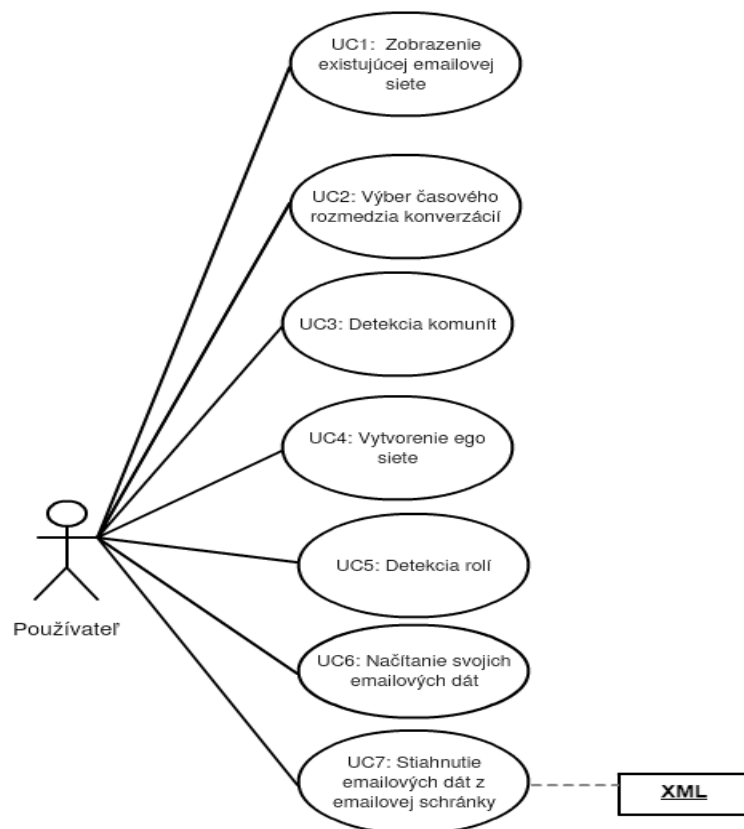 UC1: Zobrazenie
existujúcej emailovej
siete
UC2: Výber časového
rozmedzia konverzácií
UC3: Detekcia komunít
UC4: Vytvorenie ego
siete
UC5: Detekcia rolí
Používateľ
UC6: Načítanie svojich
emailových dát
UC7: Stiahnutie
emailových dát z
emailovej schránky
XML